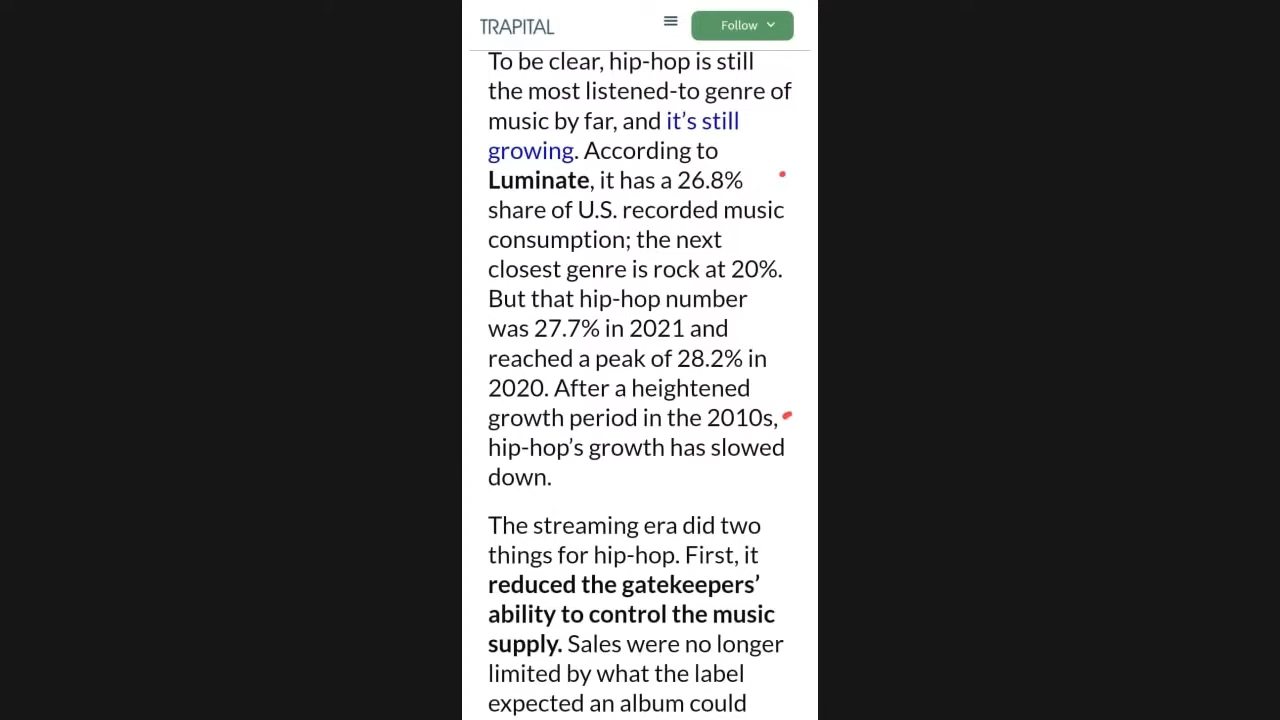 TRAPITAL
Follow
To be clear, hip-hop is still
the most listened-to genre of
music by far, and it’s still
growing. According to
Luminate, it has a 26.8%
share of U.S. recorded music
consumption; the next
closest genre is rock at 20%.
But that hip-hop number
was 27.7% in 2021 and
reached a peak of 28.2% in
2020. After a heightened
growth period in the 2010s,
hip-hop’s growth has slowed
down.
The streaming era did two
things for hip-hop. First, it
reduced the gatekeepers’
ability to control the music
supply. Sales were no longer
limited by what the label
expected an album could